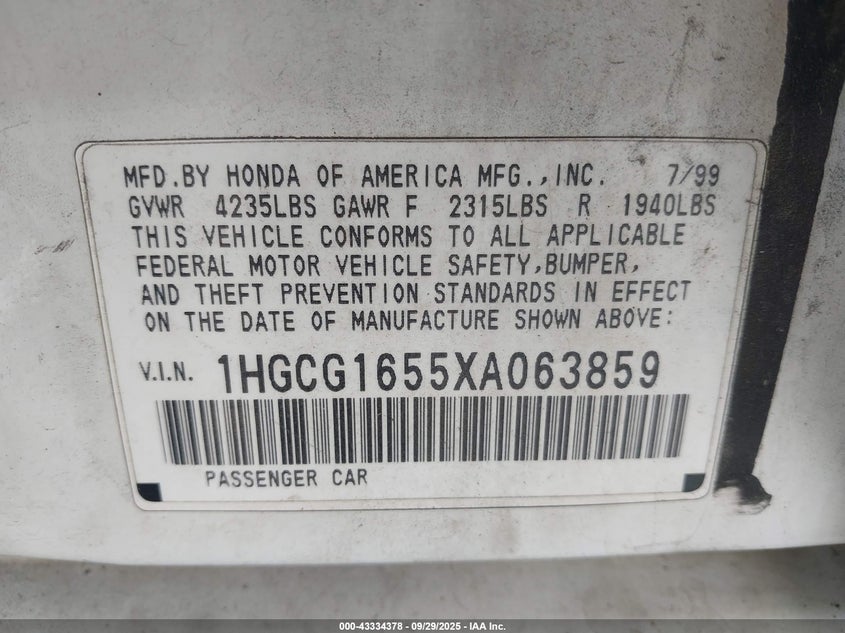 MFD.BY HONDA OF AMERICA MFG.,INC. 7/99
GVWR 4235LBS GAWR F 2315LBS R 1940LBS
THIS VEHICLE CONFORMS TO ALL APPLICABLE
FEDERAL MOTOR VEHICLE SAFETY,BUMPER,
AND THEFT PREVENTION STANDARDS IN EFFECT
ON THE DATE OF MANUFACTURE SHOWN ABOVE:
V.I.N. 1HGCG1655XA063859
PASSENGER CAR
000-43334378 - 09/29/2025 - IAA Inc.